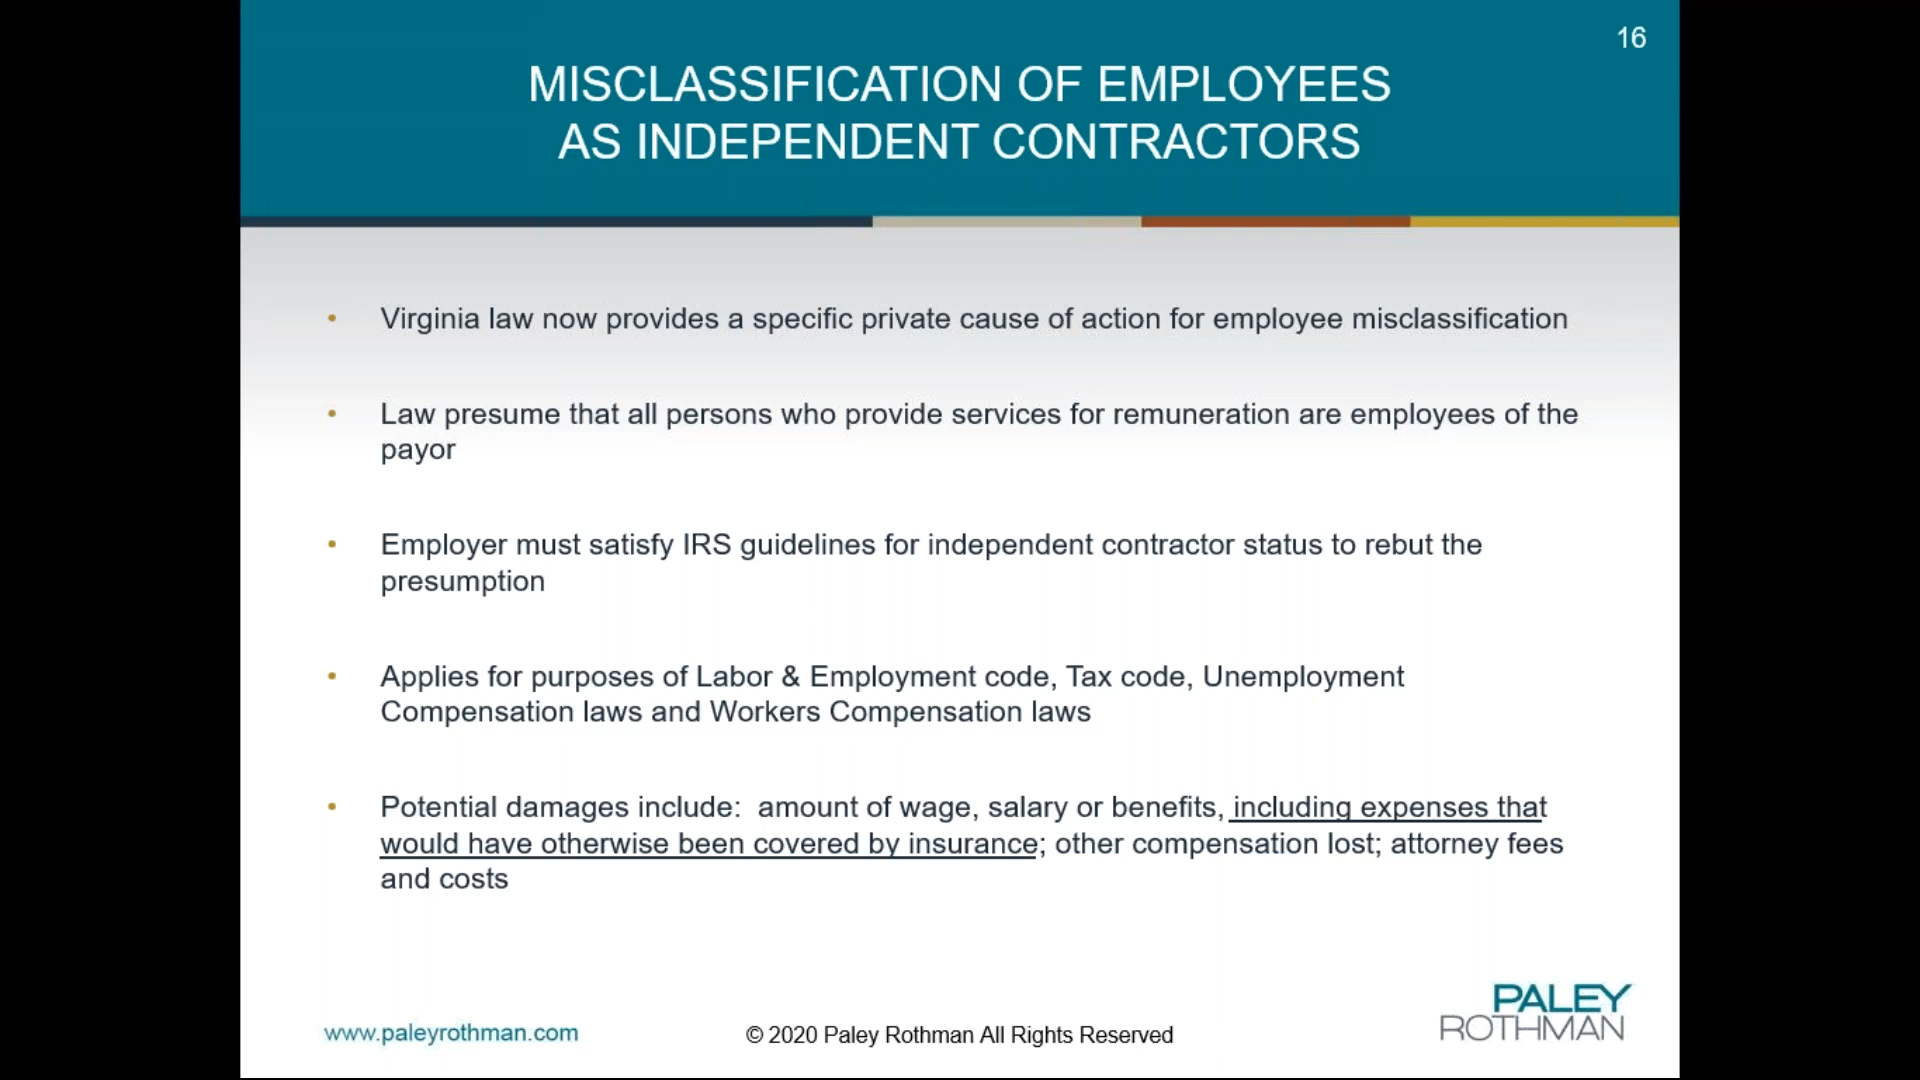 16
MISCLASSIFICATION OF EMPLOYEES
AS INDEPENDENT CONTRACTORS
• Virginia law now provides a specific private cause of action for employee misclassification
• Law presume that all persons who provide services for remuneration are employees of the
payor
• Employer must satisfy IRS guidelines for independent contractor status to rebut the
presumption
• Applies for purposes of Labor & Employment code, Tax code, Unemployment
Compensation laws and Workers Compensation laws
• Potential damages include:  amount of wage, salary or benefits, including expenses that
would have otherwise been covered by insurance; other compensation lost; attorney fees
and costs
www.paleyrothman.com
© 2020 Paley Rothman All Rights Reserved
PALEY
ROTHMAN